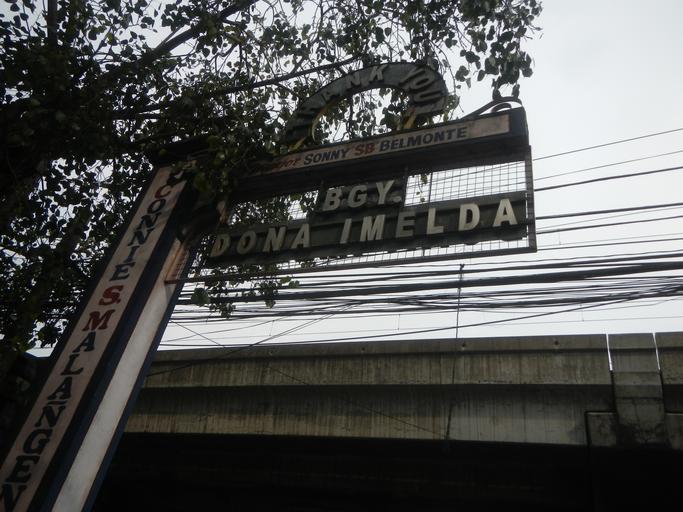 THANK YOU
SONNY SB BELMONTE
BGY.
DONA IMELDA
CONNIE S. MALANGEN